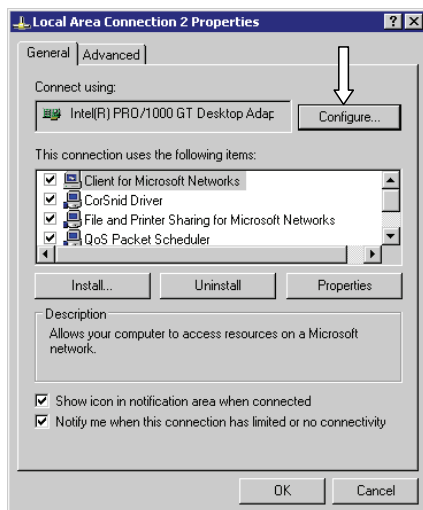 Local Area Connection 2 Properties
General
Advanced
Connect using:
Intel(R) PRO/1000 GT Desktop Adap
Configure...
This connection uses the following items:
Client for Microsoft Networks
CorSnid Driver
File and Printer Sharing for Microsoft Networks
QoS Packet Scheduler
Install...
Uninstall
Properties
Description
Allows your computer to access resources on a Microsoft
network.
Show icon in notification area when connected
Notify me when this connection has limited or no connectivity
OK
Cancel